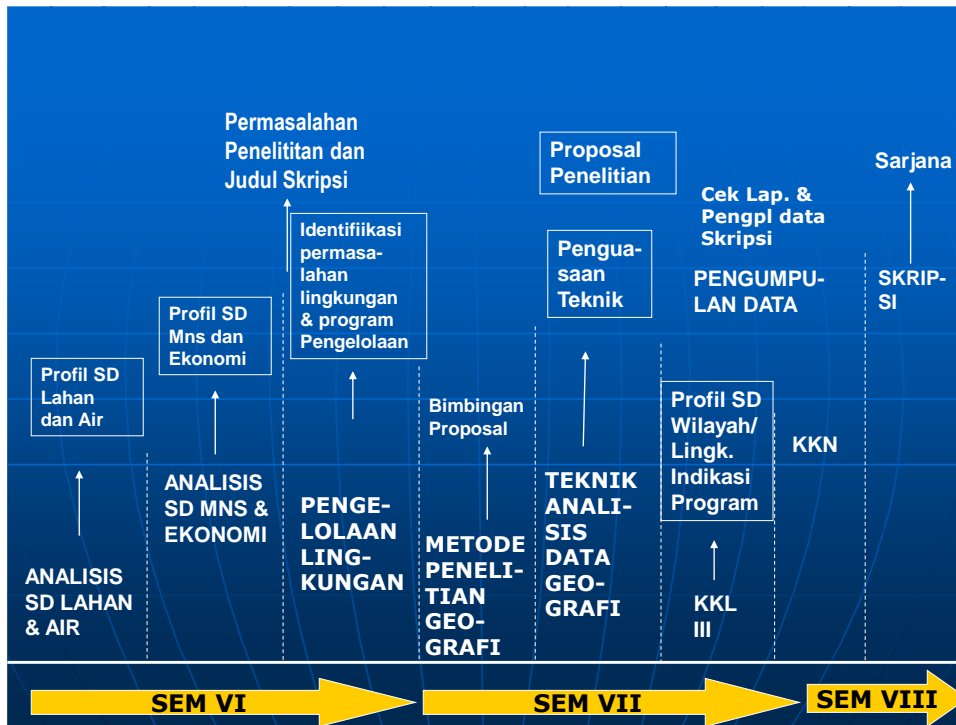 Permasalahan
Penelititan dan
Judul Skripsi
Proposal
Penelitian
Sarjana
Cek Lap. &
Pengpl data
Skripsi
Identifiikasi
permasa-
lahan
lingkungan
& program
Pengelolaan
Pengua-
saan
Teknik
PENGUMPU-
LAN DATA
SKRIP-
SI
Profil SD
Mns dan
Ekonomi
Profil SD
Lahan
dan Air
Bimbingan
Proposal
Profil SD
Wilayah/
Lingk.
Indikasi
Program
KKN
ANALISIS
SD MNS &
EKONOMI
PENGE-
LOLAAN
LING-
KUNGAN
TEKNIK
ANALI-
SIS
DATA
GEO-
GRAFI
METODE
PENELI-
TIAN
GEO-
GRAFI
ANALISIS
SD LAHAN
& AIR
KKL
III
SEM VI
SEM VII
SEM VIII